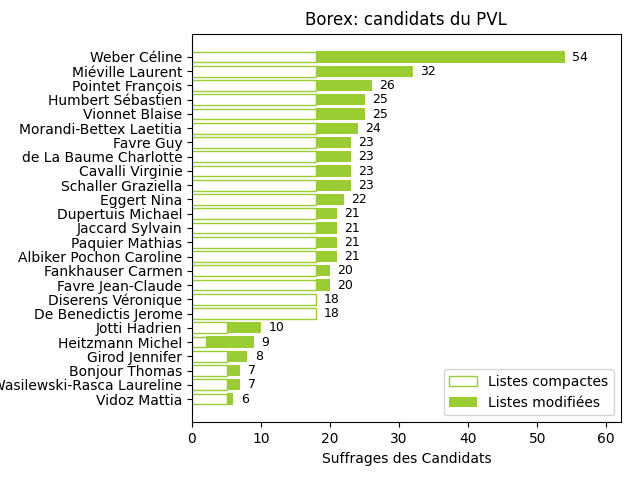 Borex: candidats du PVL
Weber Céline 54
Miéville Laurent 32
Pointet François 26
Humbert Sébastien 25
Vionnet Blaise 25
Morandi-Bettex Laetitia 24
Favre Guy 23
de La Baume Charlotte 23
Cavalli Virginie 23
Schaller Graziella 23
Eggert Nina 22
Dupertuis Michael 21
Jaccard Sylvain 21
Paquier Mathias 21
Albiker Pochon Caroline 21
Fankhauser Carmen 20
Favre Jean-Claude 20
Diserens Véronique 18
De Benedictis Jerome 18
Jotti Hadrien 10
Heitzmann Michel 9
Girod Jennifer 8
Bonjour Thomas 7
Wasilewski-Rasca Laureline 7
Vidoz Mattia 6
Listes compactes
Listes modifiées
0 10 20 30 40 50 60
Suffrages des Candidats